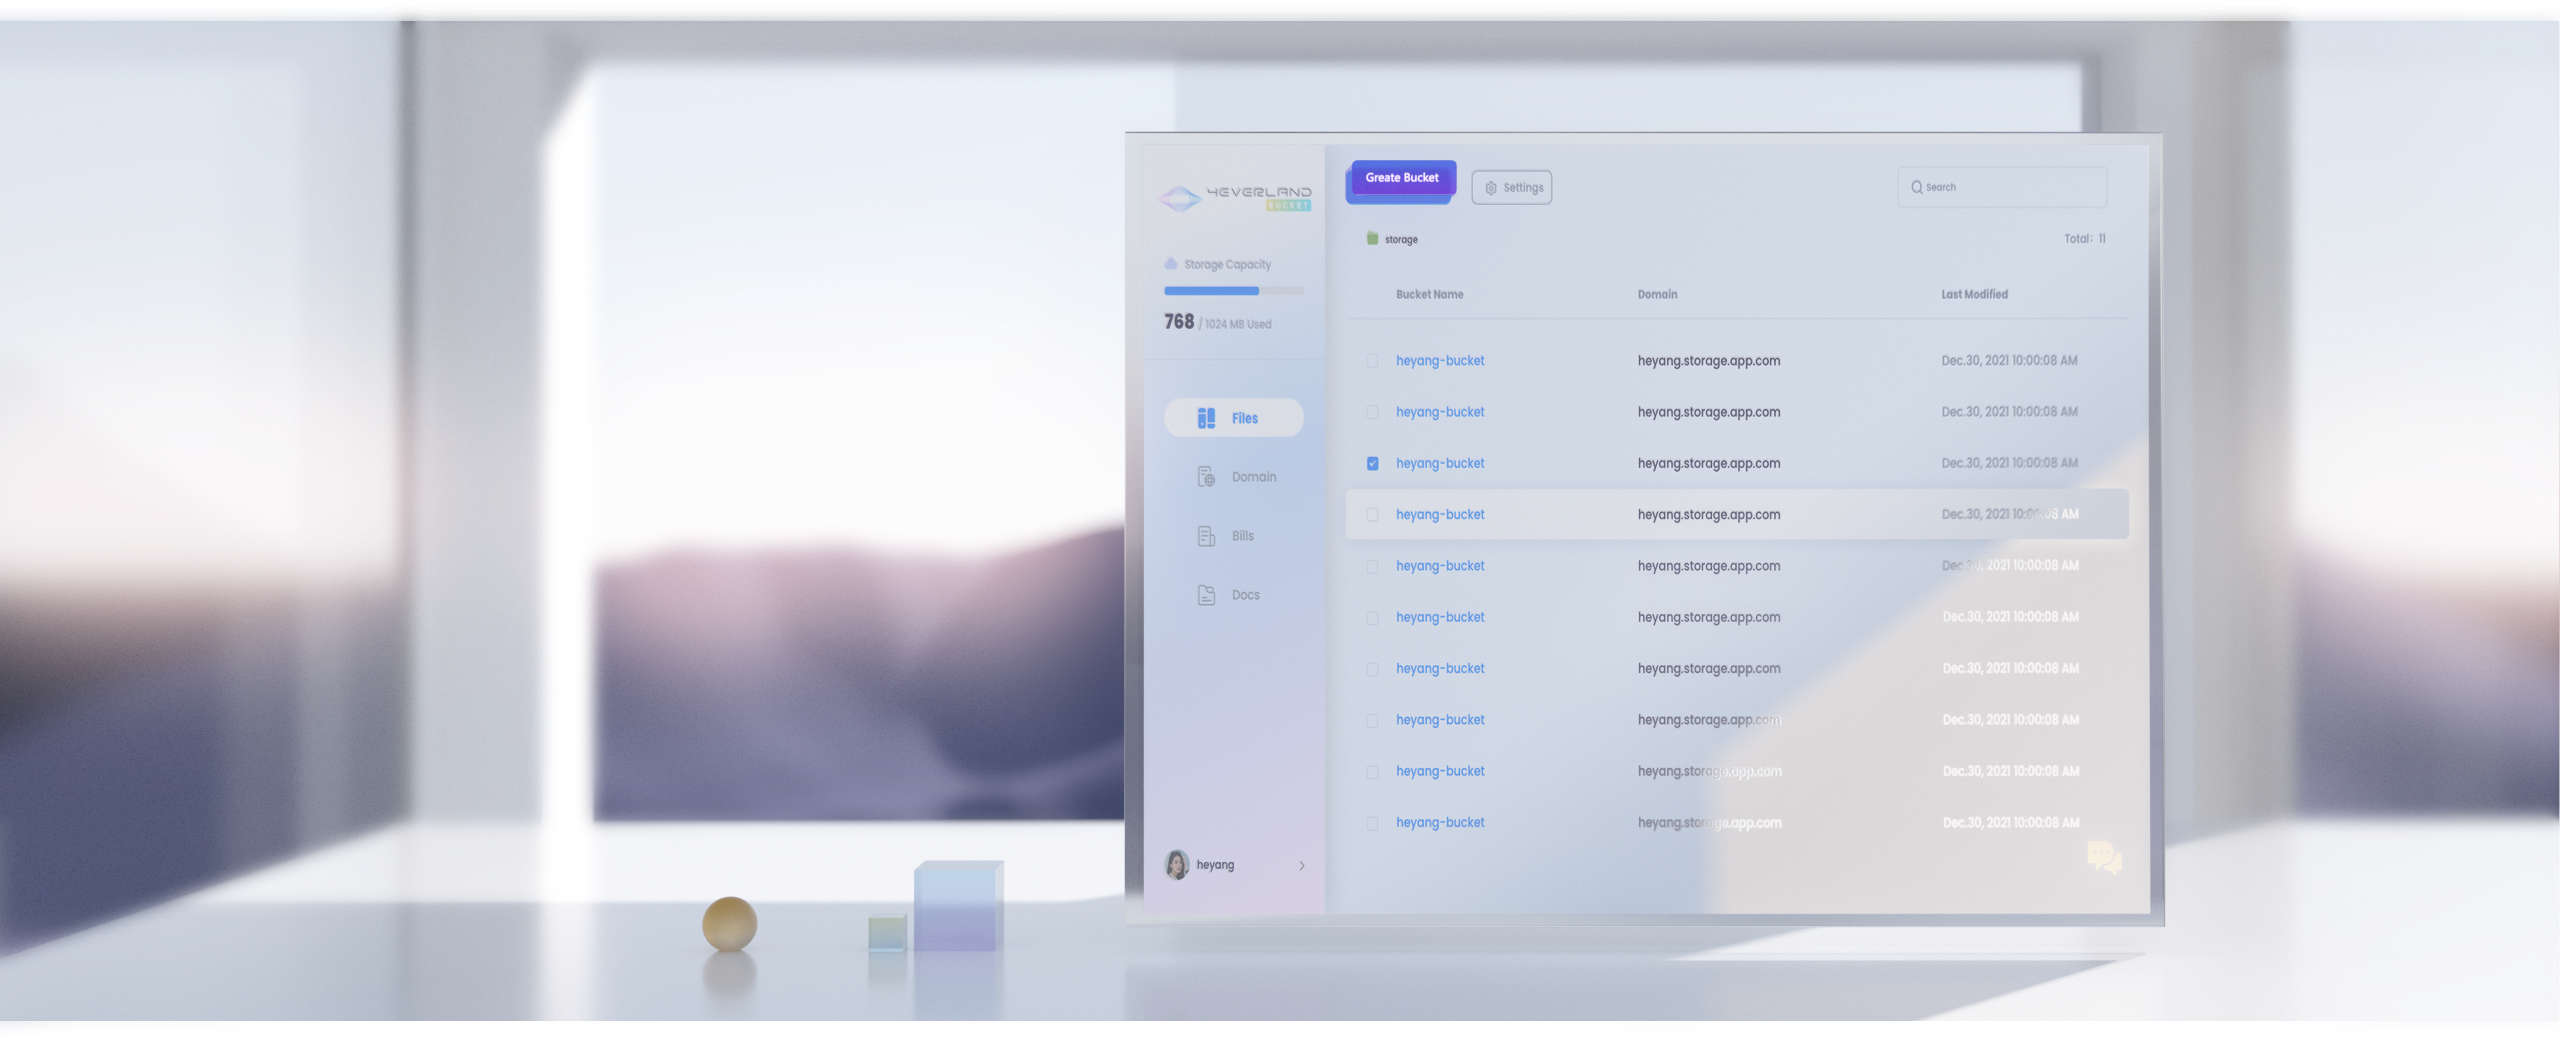 4EVERLAND
BUCKET
Storage Capacity
768 / 1024 MB Used
Files
Domain
Bills
Docs
heyang
Greate Bucket
Settings
Search
storage
Total: 11
Bucket Name Domain Last Modified
heyang-bucket heyang.storage.app.com Dec.30, 2021 10:00:08 AM
heyang-bucket heyang.storage.app.com Dec.30, 2021 10:00:08 AM
heyang-bucket heyang.storage.app.com Dec.30, 2021 10:00:08 AM
heyang-bucket heyang.storage.app.com Dec.30, 2021 10:00:08 AM
heyang-bucket heyang.storage.app.com Dec.30, 2021 10:00:08 AM
heyang-bucket heyang.storage.app.com Dec.30, 2021 10:00:08 AM
heyang-bucket heyang.storage.app.com Dec.30, 2021 10:00:08 AM
heyang-bucket heyang.storage.app.com Dec.30, 2021 10:00:08 AM
heyang-bucket heyang.storage.app.com Dec.30, 2021 10:00:08 AM
heyang-bucket heyang.storage.app.com Dec.30, 2021 10:00:08 AM